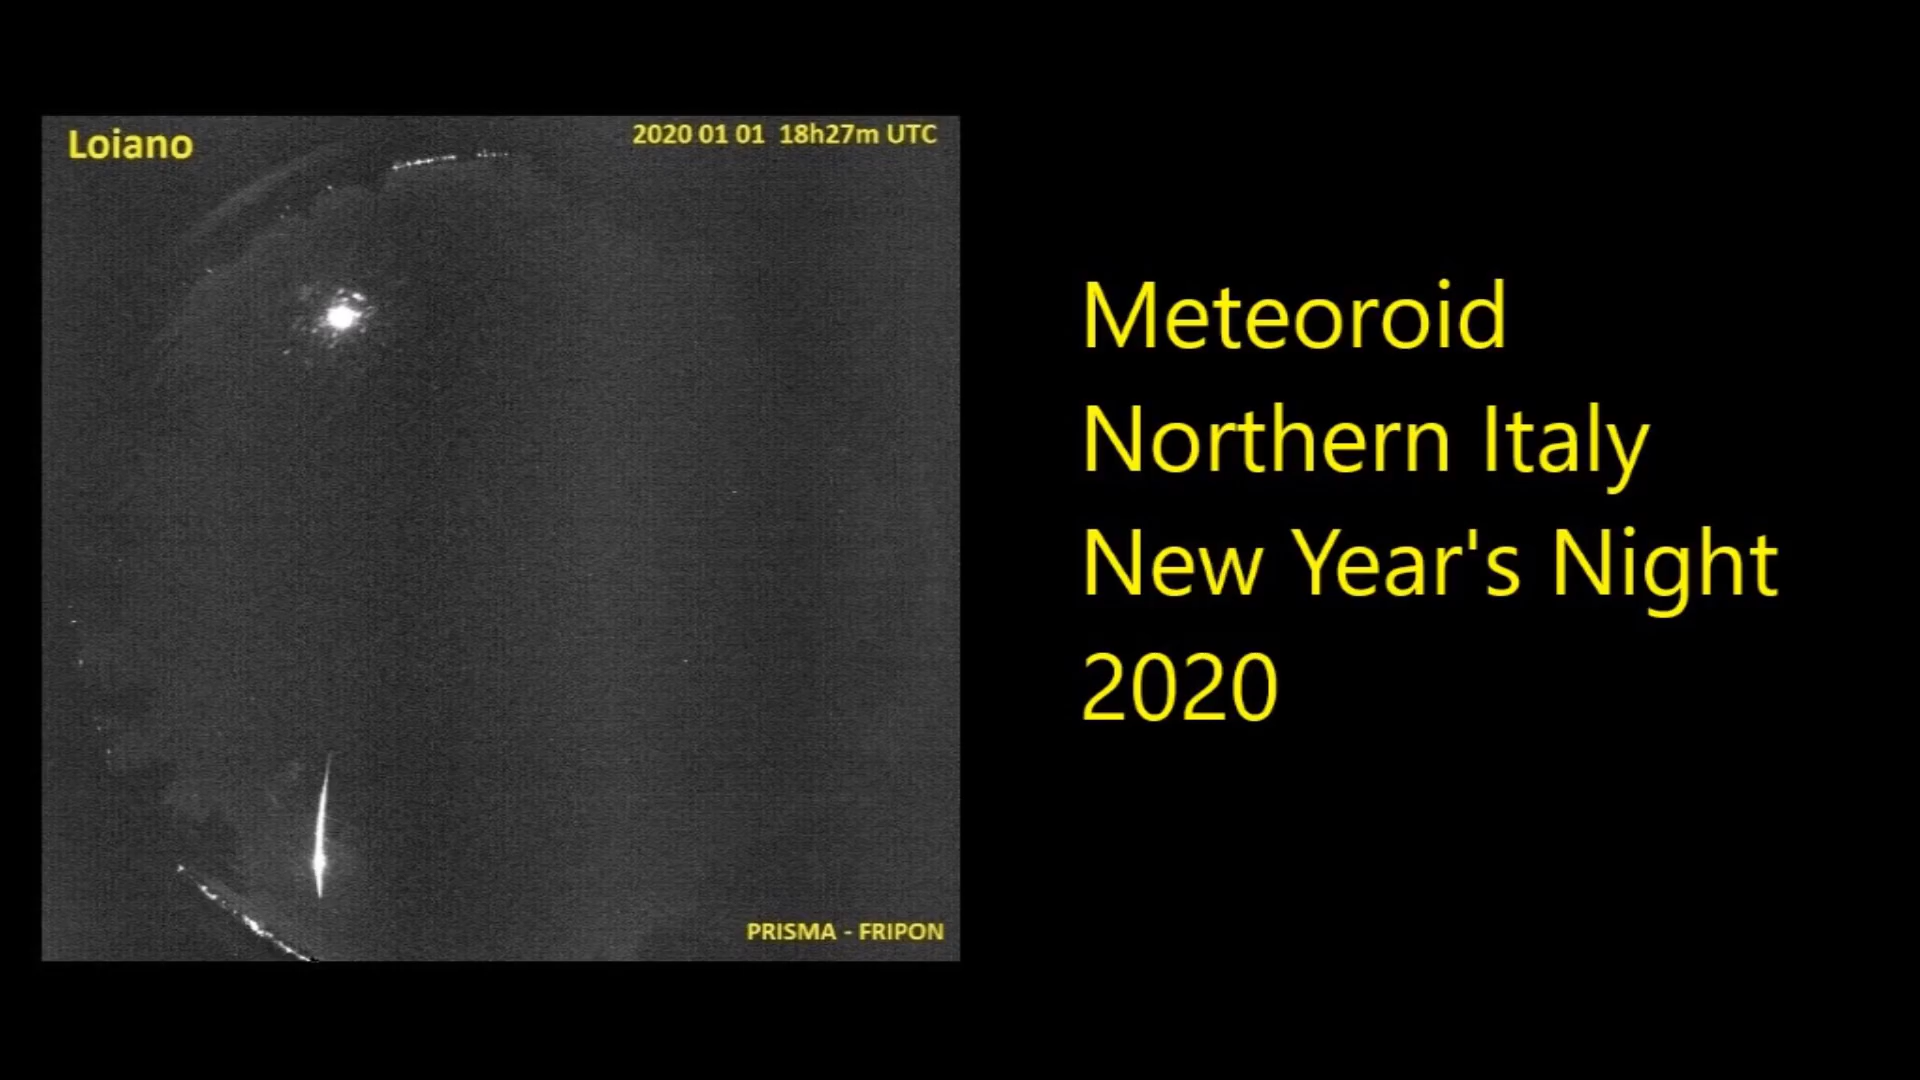 Loiano
2020 01 01 18h27m UTC
Meteoroid
Northern Italy
New Year's Night
2020
PRISMA - FRIPON